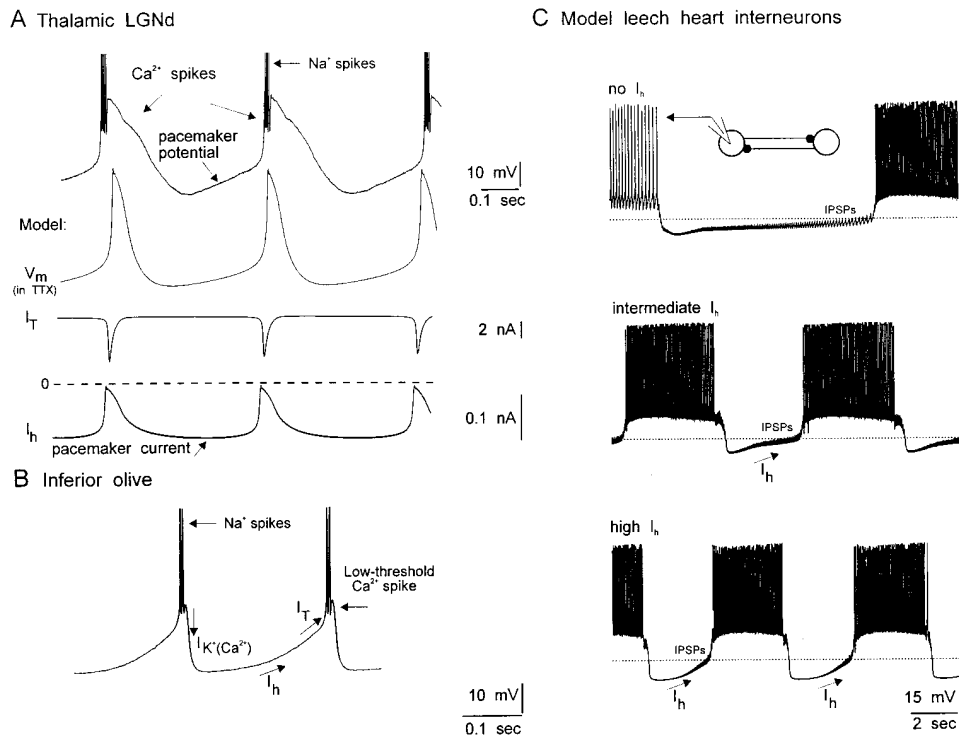 A Thalamic LGNd
Na⁺ spikes
Ca²⁺ spikes
pacemaker
potential
10 mV
0.1 sec
Model:
Vm
(in TTX)
I_T
2 nA
0
0.1 nA
I_h
pacemaker current
B Inferior olive
Na⁺ spikes
Low-threshold
Ca²⁺ spike
I_T
I_K⁺(Ca²⁺)
I_h
10 mV
0.1 sec
C Model leech heart interneurons
no I_h
IPSPs
intermediate I_h
IPSPs
I_h
high I_h
IPSPs
I_h
I_h
15 mV
2 sec